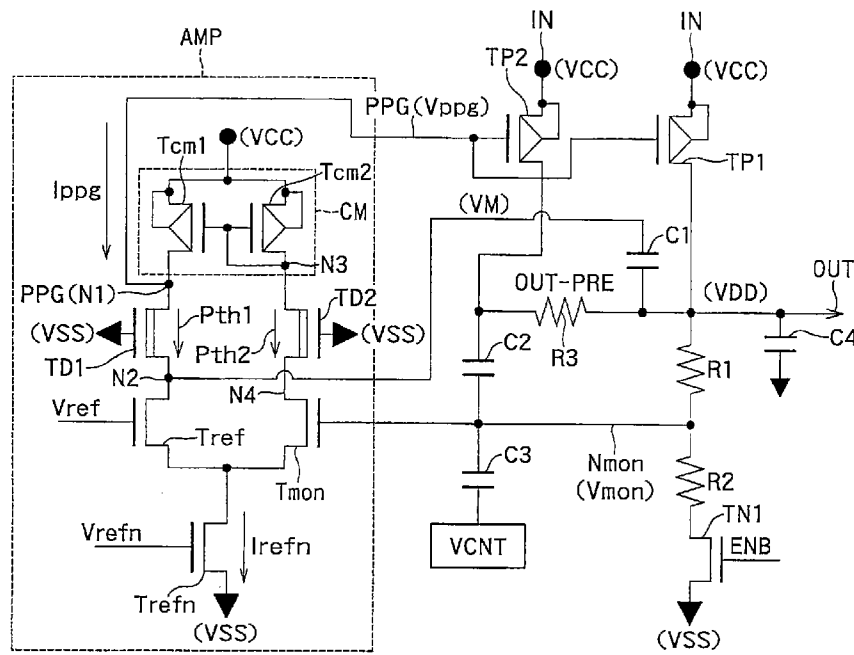 AMP
IN
IN
TP2
(VCC)
(VCC)
PPG(Vppg)
(VCC)
Tcm1
Tcm2
TP1
Ippg
CM
(VM)
C1
N3
OUT-PRE
OUT
PPG(N1)
(VDD)
TD2
(VSS)
Pth1
Pth2
(VSS)
C4
TD1
C2
R3
R1
N2
N4
Vref
Tref
C3
Nmon
(Vmon)
Tmon
R2
TN1
Vrefn
Irefn
VCNT
ENB
Trefn
(VSS)
(VSS)